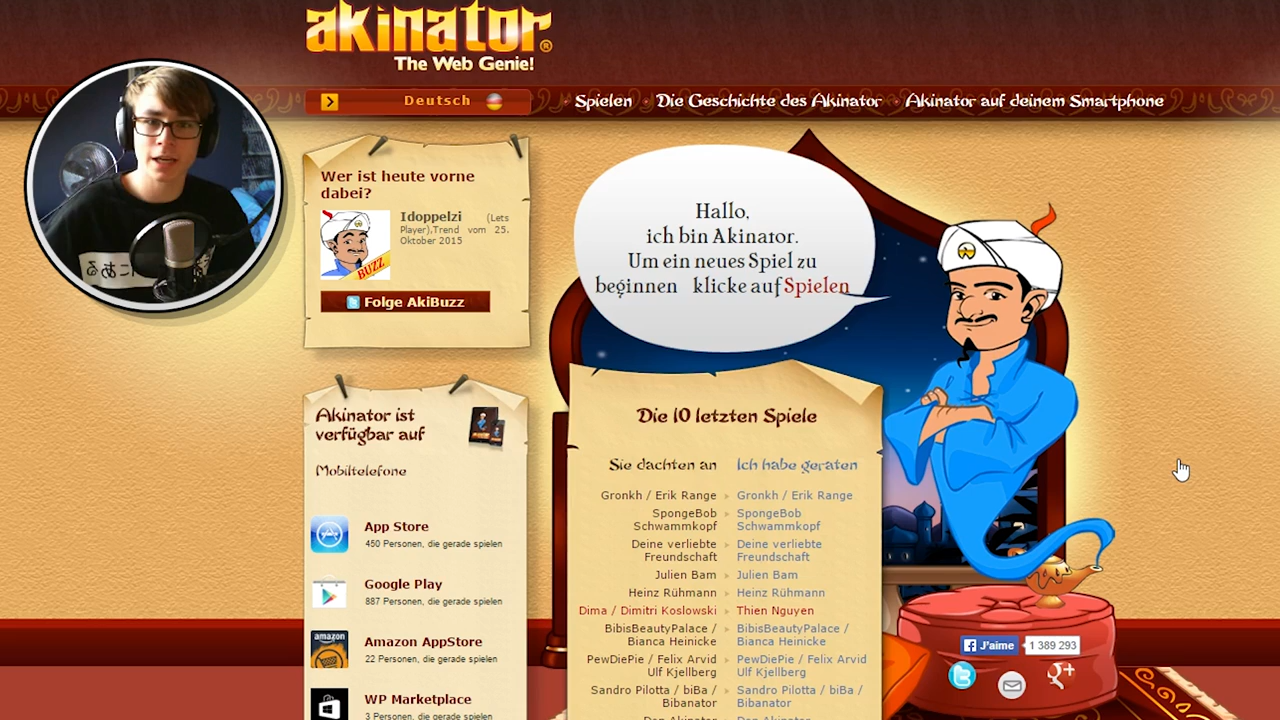 akinator®
The Web Genie!
Deutsch
Spielen
Die Geschichte des Akinator
Akinator auf deinem Smartphone
Wer ist heute vorne
dabei?
Idoppelzi (Lets
Player),Trend vom 25.
Oktober 2015
BUZZ
Folge AkiBuzz
Hallo,
ich bin Akinator.
Um ein neues Spiel zu
beginnen klicke auf Spielen
Akinator ist
verfügbar auf
Mobiltelefone
App Store
450 Personen, die gerade spielen
Google Play
887 Personen, die gerade spielen
amazon
Amazon AppStore
22 Personen, die gerade spielen
WP Marketplace
3 Personen, die gerade spielen
Die 10 letzten Spiele
Sie dachten an Ich habe geraten
Gronkh / Erik Range Gronkh / Erik Range
SpongeBob SpongeBob
Schwammkopf Schwammkopf
Deine verliebte Deine verliebte
Freundschaft Freundschaft
Julien Bam Julien Bam
Heinz Rühmann Heinz Rühmann
Dima / Dimitri Koslowski Thien Nguyen
BibisBeautyPalace / BibisBeautyPalace /
Bianca Heinicke Bianca Heinicke
PewDiePie / Felix Arvid PewDiePie / Felix Arvid
Ulf Kjellberg Ulf Kjellberg
Sandro Pilotta / biBa / Sandro Pilotta / biBa /
Bibanator Bibanator
Don Akinator Don Akinator
J'aime 1 389 293